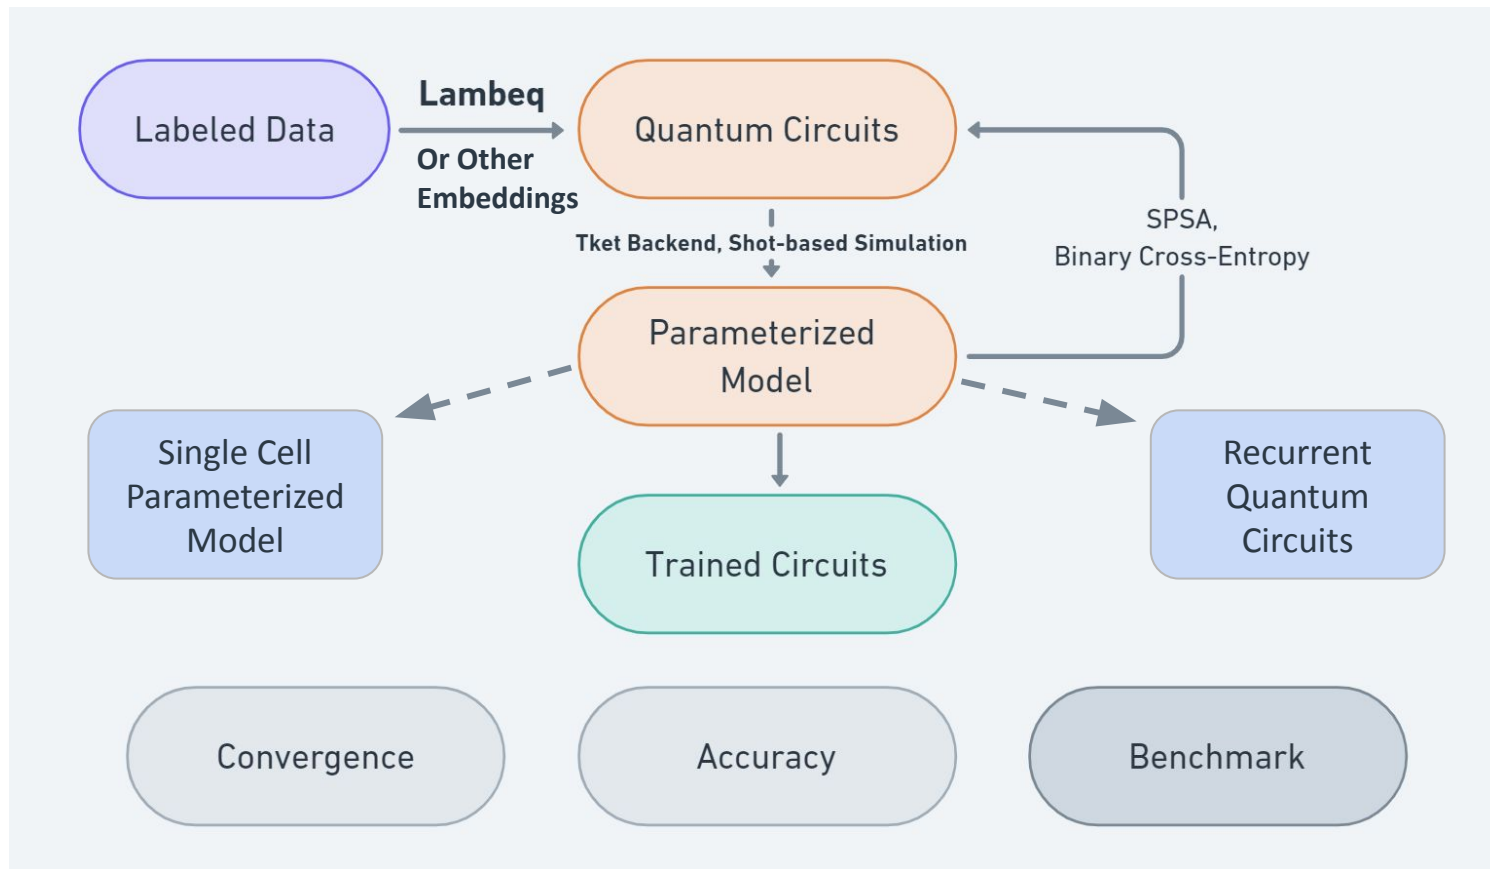 Labeled Data
Lambeq
Or Other
Embeddings
Quantum Circuits
Tket Backend, Shot-based Simulation
SPSA,
Binary Cross-Entropy
Parameterized
Model
Single Cell
Parameterized
Model
Recurrent
Quantum
Circuits
Trained Circuits
Convergence
Accuracy
Benchmark